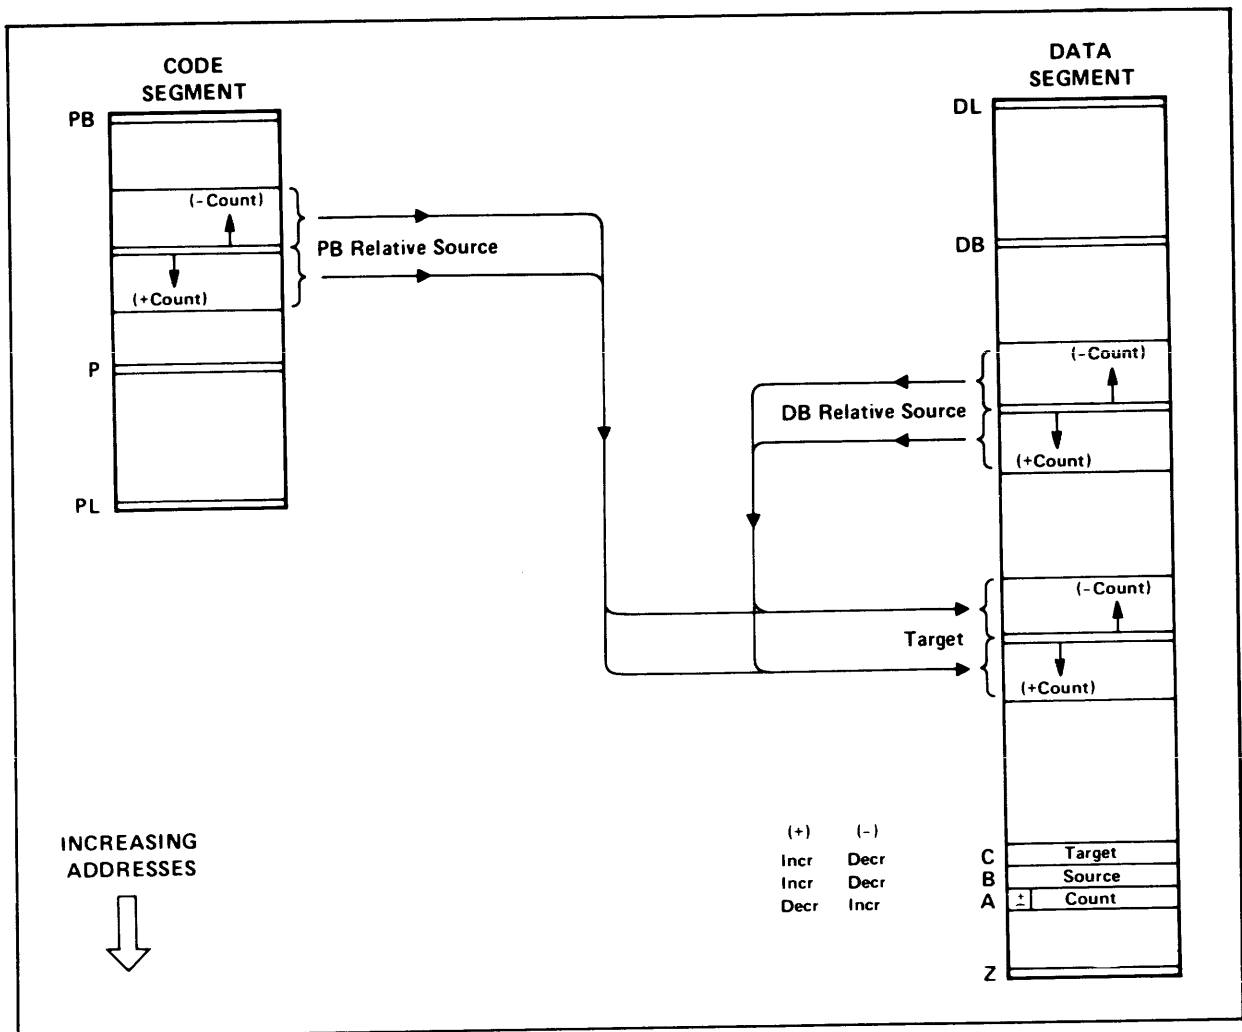 CODE
SEGMENT
PB
(-Count)
(+Count)
PB Relative Source
P
PL
DATA
SEGMENT
DL
DB
(-Count)
DB Relative Source
(+Count)
(-Count)
Target
(+Count)
INCREASING
ADDRESSES
(+) (-)
Incr Decr C Target
Incr Decr B Source
Decr Incr A ± Count
Z